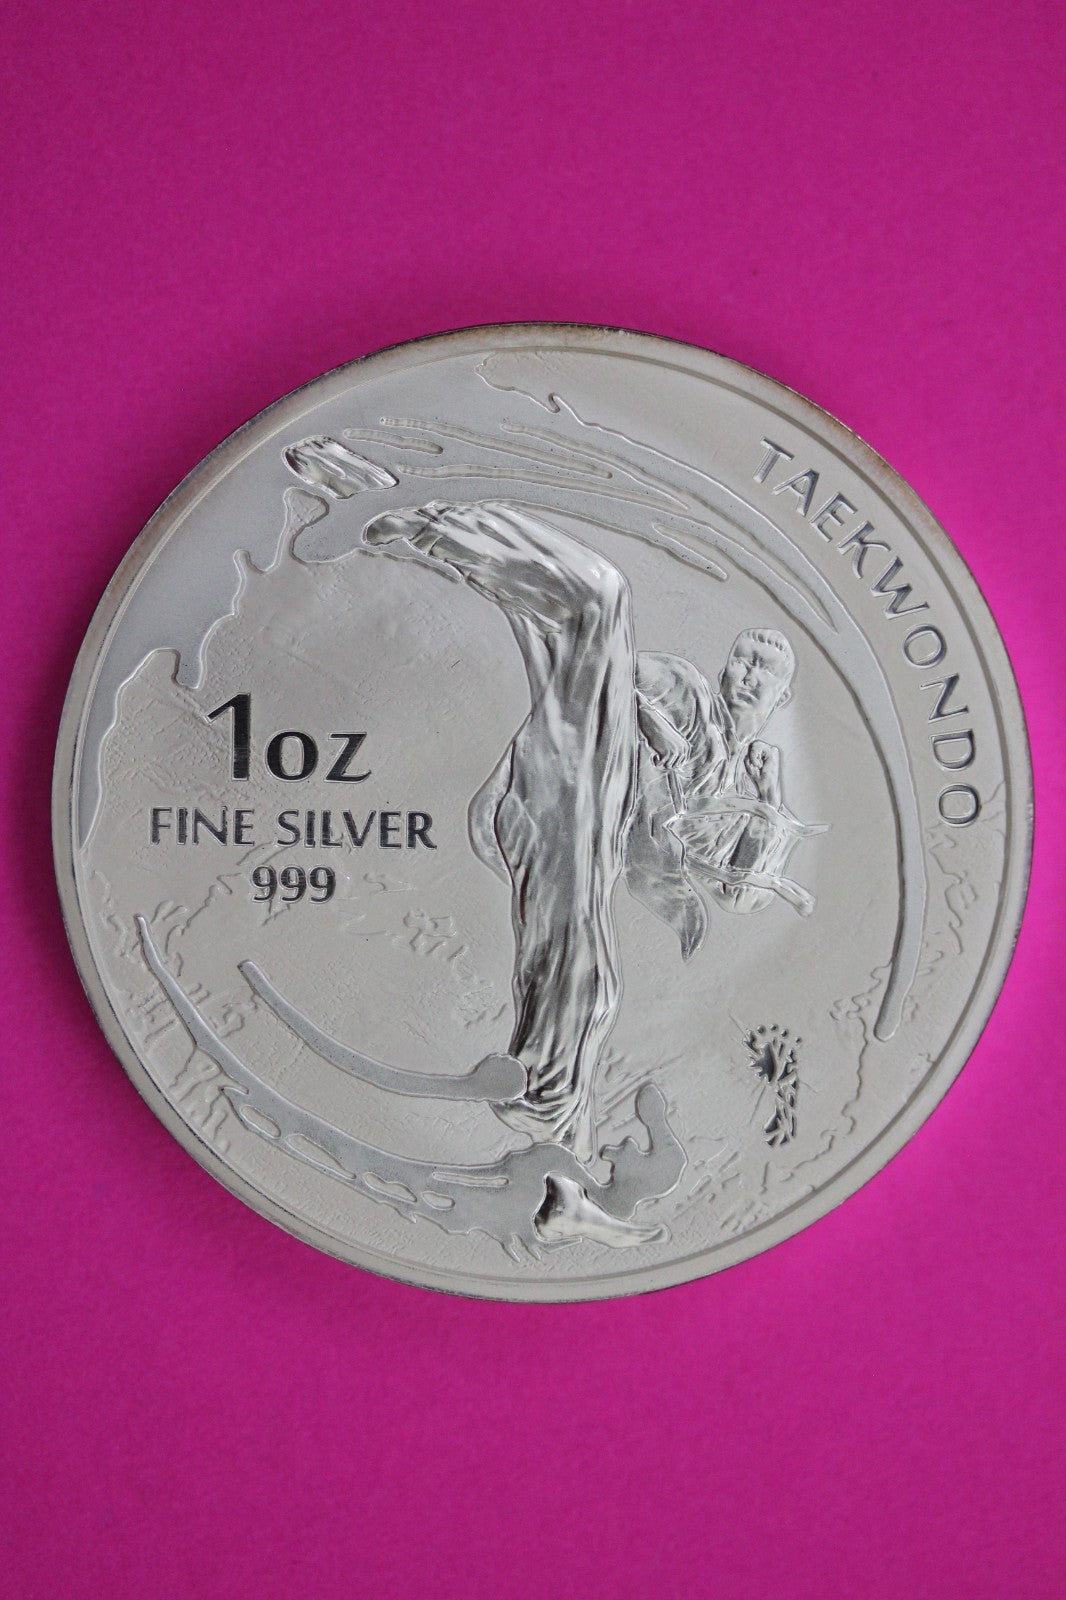 TAEKWONDO
1oz
FINE SILVER
999